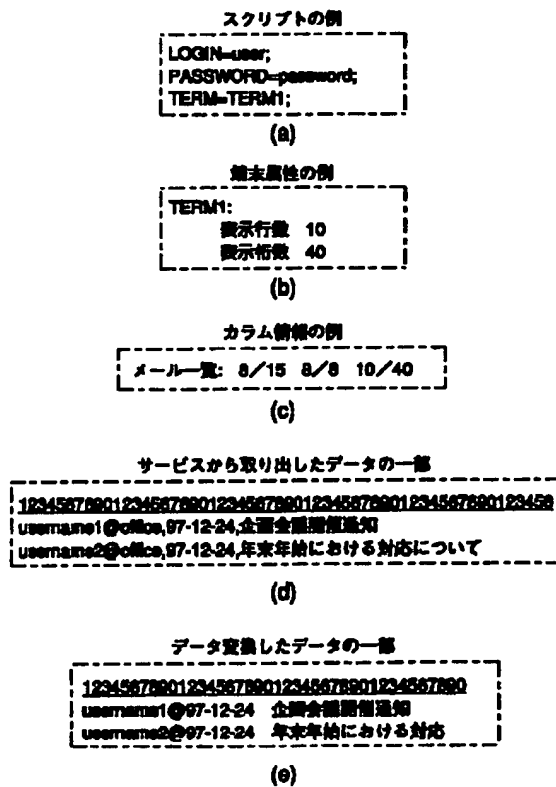 スクリプトの例
LOGIN=user;
PASSWORD=password;
TERM=TERM1;
(a)
端末属性の例
TERM1:
表示行数 10
表示桁数 40
(b)
カラム情報の例
メール一覧: 8/15 8/8 10/40
(c)
サービスから取り出したデータの一部
12345678901234567890123456789012345678901234567890123456
username1@office,97-12-24,企画会議開催通知
username2@office,97-12-24,年末年始における対応について
(d)
データ変換したデータの一部
1234567890123456789012345678901234567890
username1@97-12-24 企画会議開催通知
username2@97-12-24 年末年始における対応
(e)